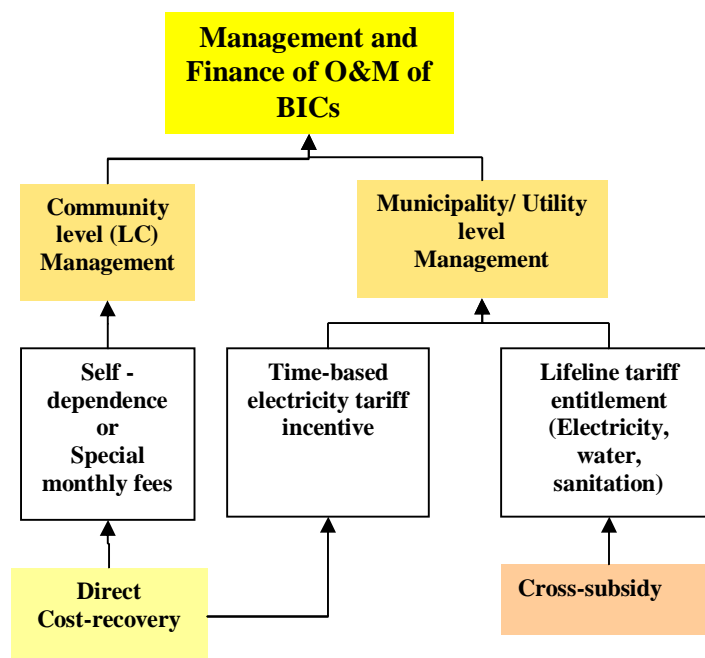 Management and
Finance of O&M of
BICs
Community
level (LC)
Management
Municipality/ Utility
level
Management
Self -
dependence
or
Special
monthly fees
Time-based
electricity tariff
incentive
Lifeline tariff
entitlement
(Electricity,
water,
sanitation)
Direct
Cost-recovery
Cross-subsidy